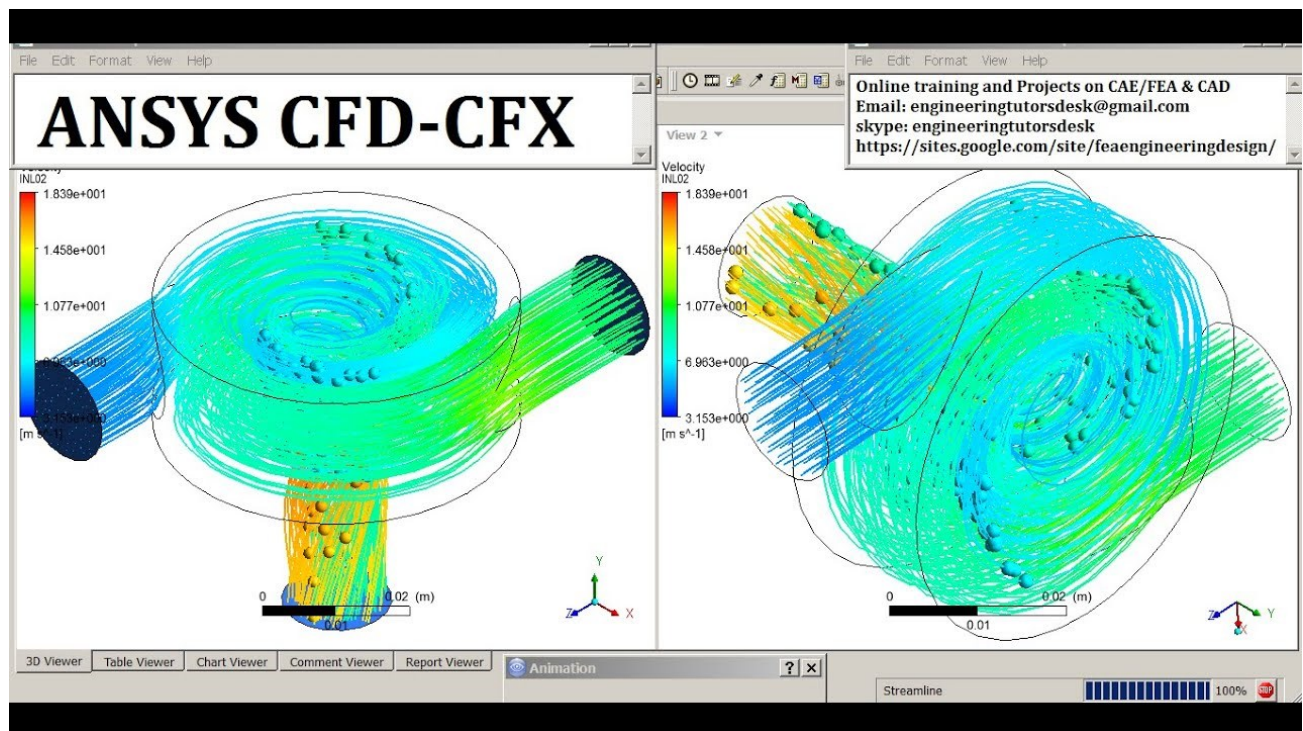 File Edit Format View Help
ANSYS CFD-CFX
File Edit Format View Help
Online training and Projects on CAE/FEA & CAD
Email: engineeringtutorsdesk@gmail.com
skype: engineeringtutorsdesk
https://sites.google.com/site/feaengineeringdesign/
INL02
1.839e+001
1.458e+001
1.077e+001
[m s^-1]
0 0.02 (m)
0.01
Y
Z X
View 2
Velocity
INL02
1.839e+001
1.458e+001
1.077e+001
6.963e+000
3.153e+000
[m s^-1]
0 0.02 (m)
0.01
Z Y
X
3D Viewer Table Viewer Chart Viewer Comment Viewer Report Viewer
Animation ? X
Streamline 100% STOP